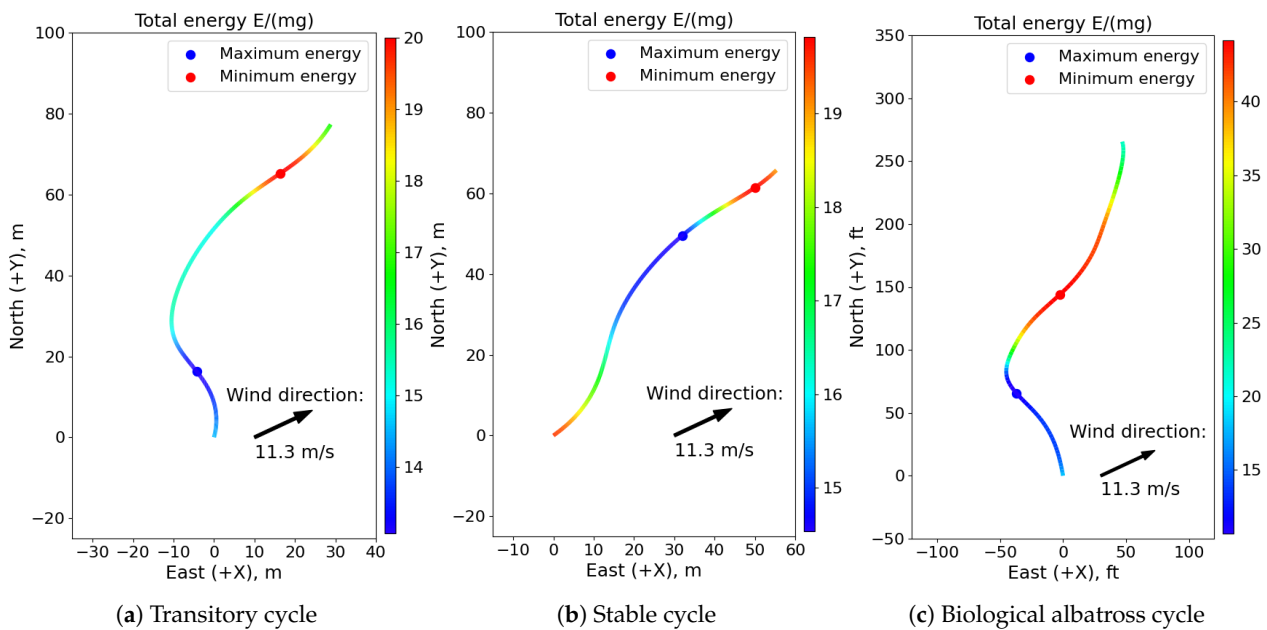 Total energy E/(mg)
Maximum energy
Minimum energy
North (+Y), m
100
80
60
40
20
0
−20
−30 −20 −10 0 10 20 30 40
East (+X), m
Wind direction:
11.3 m/s
20
19
18
17
16
15
14
(a) Transitory cycle
Total energy E/(mg)
Maximum energy
Minimum energy
North (+Y), m
100
80
60
40
20
0
−20
−10 0 10 20 30 40 50 60
East (+X), m
Wind direction:
11.3 m/s
19
18
17
16
15
(b) Stable cycle
Total energy E/(mg)
Maximum energy
Minimum energy
North (+Y), ft
350
300
250
200
150
100
50
0
−50
−100 −50 0 50 100
East (+X), ft
Wind direction:
11.3 m/s
40
35
30
25
20
15
(c) Biological albatross cycle